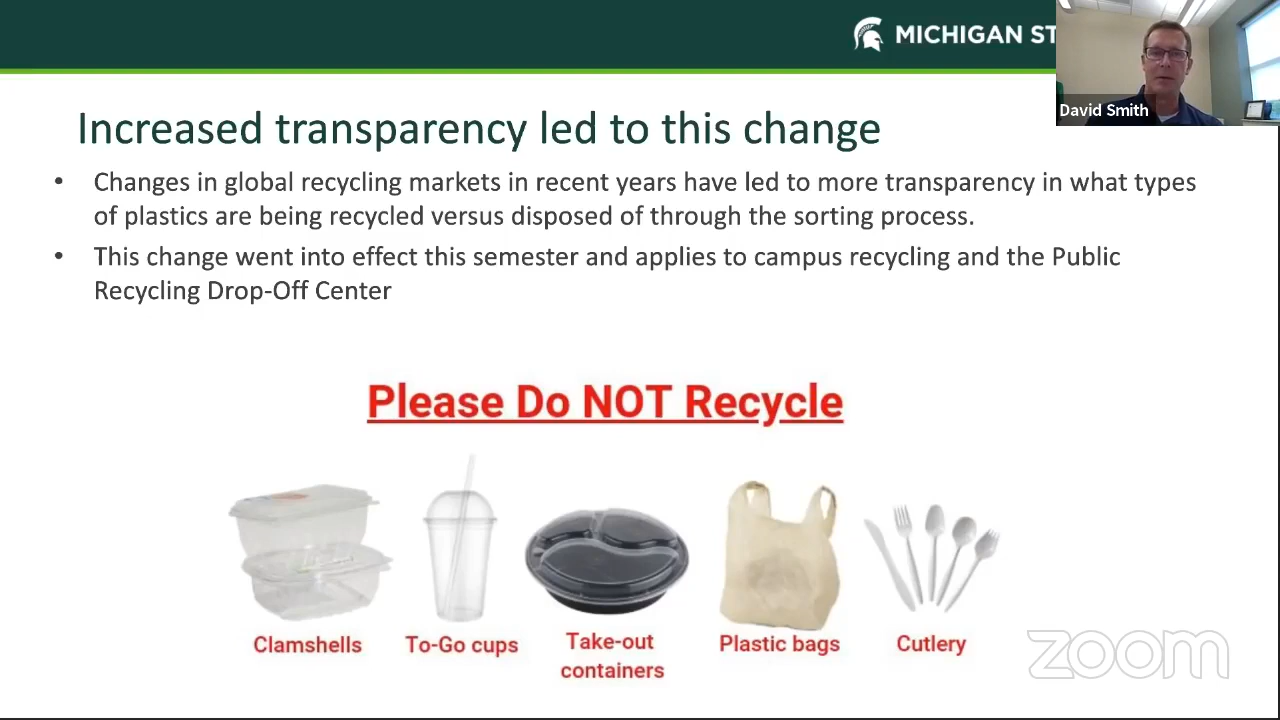 MICHIGAN ST
David Smith
Increased transparency led to this change
• Changes in global recycling markets in recent years have led to more transparency in what types
of plastics are being recycled versus disposed of through the sorting process.
• This change went into effect this semester and applies to campus recycling and the Public
Recycling Drop-Off Center
Please Do NOT Recycle
Clamshells
To-Go cups
Take-out
containers
Plastic bags
Cutlery
zoom